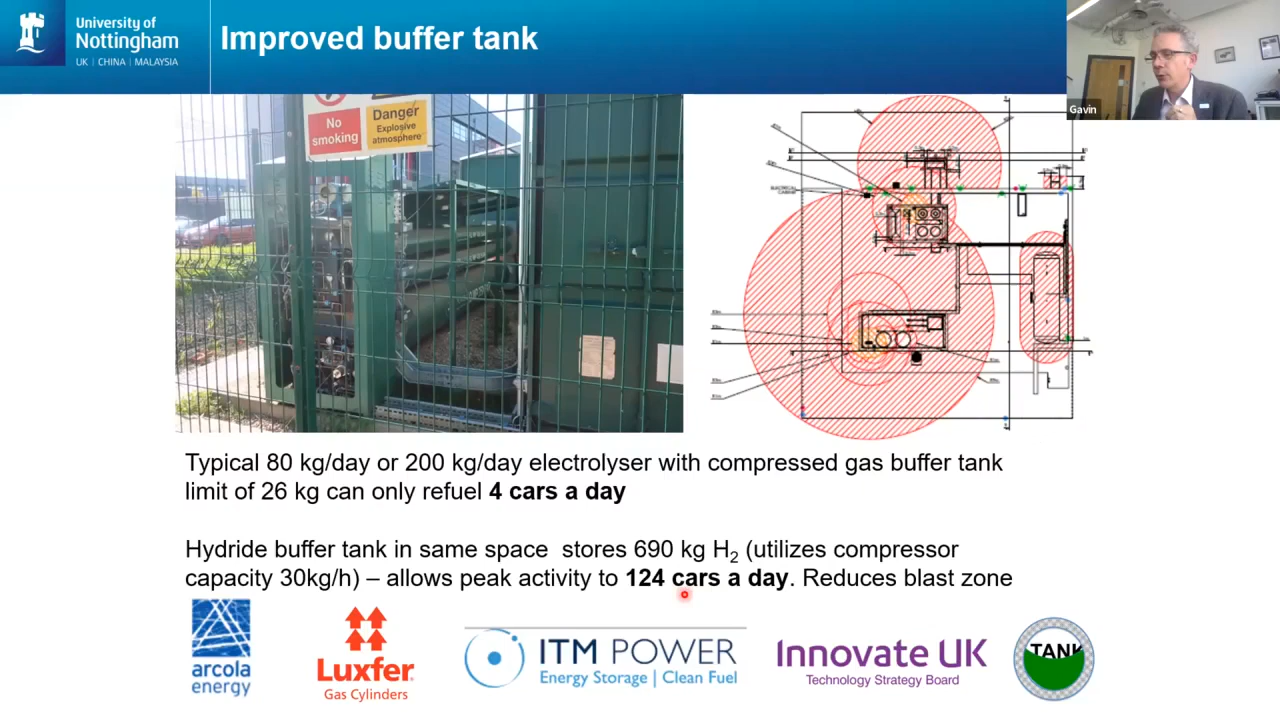 University of
Nottingham
UK | CHINA | MALAYSIA
Improved buffer tank
Gavin
No
smoking
Danger
Explosive
atmosphere
Typical 80 kg/day or 200 kg/day electrolyser with compressed gas buffer tank
limit of 26 kg can only refuel 4 cars a day
Hydride buffer tank in same space stores 690 kg H2 (utilizes compressor
capacity 30kg/h) – allows peak activity to 124 cars a day. Reduces blast zone
arcola
energy
Luxfer
Gas Cylinders
ITM POWER
Energy Storage | Clean Fuel
Innovate UK
Technology Strategy Board
TANK